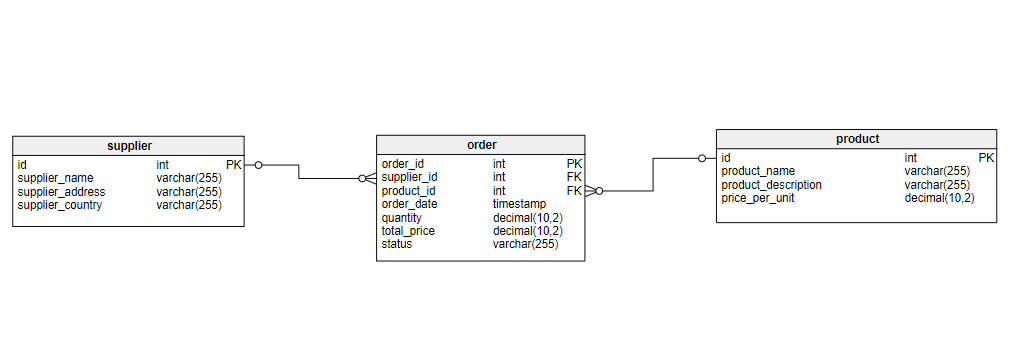 supplier
id int PK
supplier_name varchar(255)
supplier_address varchar(255)
supplier_country varchar(255)
order
order_id int PK
supplier_id int FK
product_id int FK
order_date timestamp
quantity decimal(10,2)
total_price decimal(10,2)
status varchar(255)
product
id int PK
product_name varchar(255)
product_description varchar(255)
price_per_unit decimal(10,2)